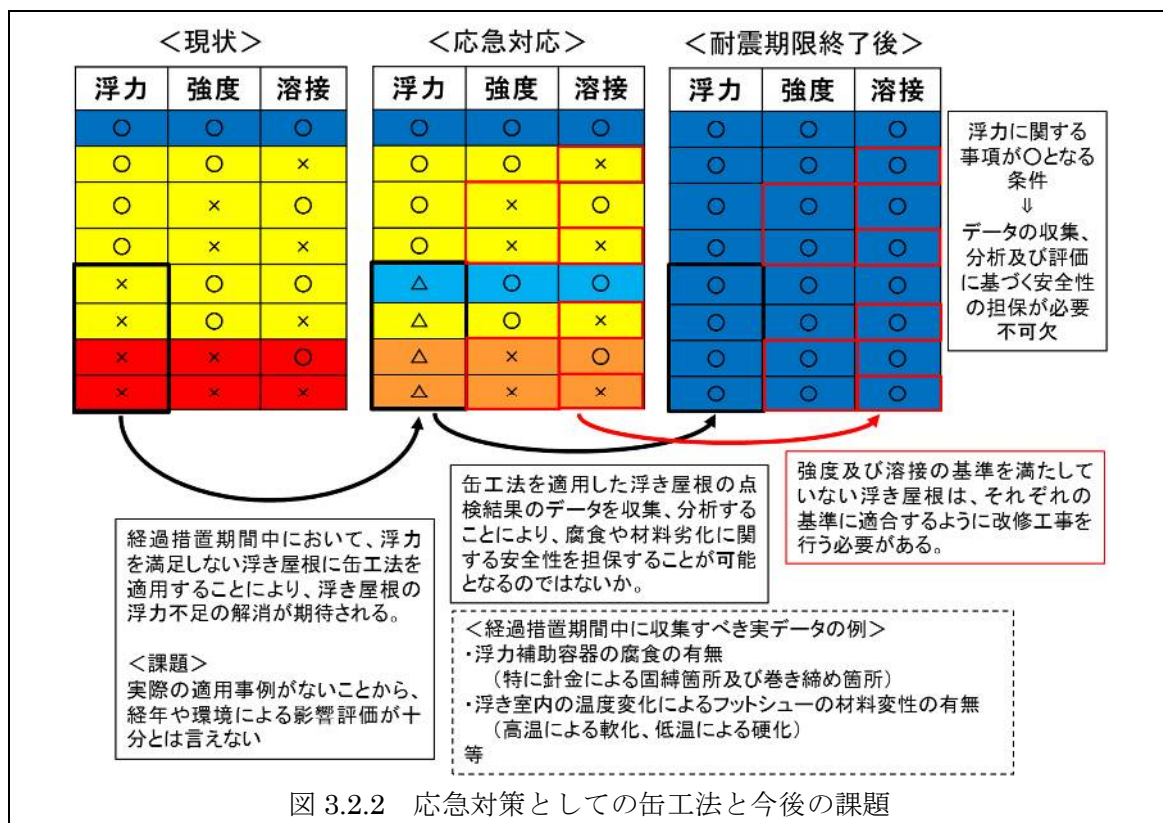 ＜現状＞ ＜応急対応＞ ＜耐震期限終了後＞
浮力 強度 溶接 浮力 強度 溶接 浮力 強度 溶接
○ ○ ○ ○ ○ ○ ○ ○ ○
○ ○ × ○ ○ × ○ ○ ○
○ × ○ ○ × ○ ○ ○ ○
○ × × ○ × × ○ ○ ○
× ○ ○ △ ○ ○ ○ ○ ○
× ○ × △ ○ × ○ ○ ○
× × ○ △ × ○ ○ ○ ○
× × × △ × × ○ ○ ○
浮力に関する
事項が〇となる
条件
⇓
データの収集、
分析及び評価
に基づく安全性
の担保が必要
不可欠
経過措置期間中において、浮力
を満足しない浮き屋根に缶工法を
適用することにより、浮き屋根の
浮力不足の解消が期待される。
＜課題＞
実際の適用事例がないことから、
経年や環境による影響評価が十
分とは言えない
缶工法を適用した浮き屋根の点
検結果のデータを収集、分析する
ことにより、腐食や材料劣化に関
する安全性を担保することが可能
となるのではないか。
強度及び溶接の基準を満たして
いない浮き屋根は、それぞれの
基準に適合するように改修工事を
行う必要がある。
＜経過措置期間中に収集すべき実データの例＞
・浮力補助容器の腐食の有無
（特に針金による固縛箇所及び巻き締め箇所）
・浮き室内の温度変化によるフットシューの材料変性の有無
（高温による軟化、低温による硬化）
等
図 3.2.2 応急対策としての缶工法と今後の課題